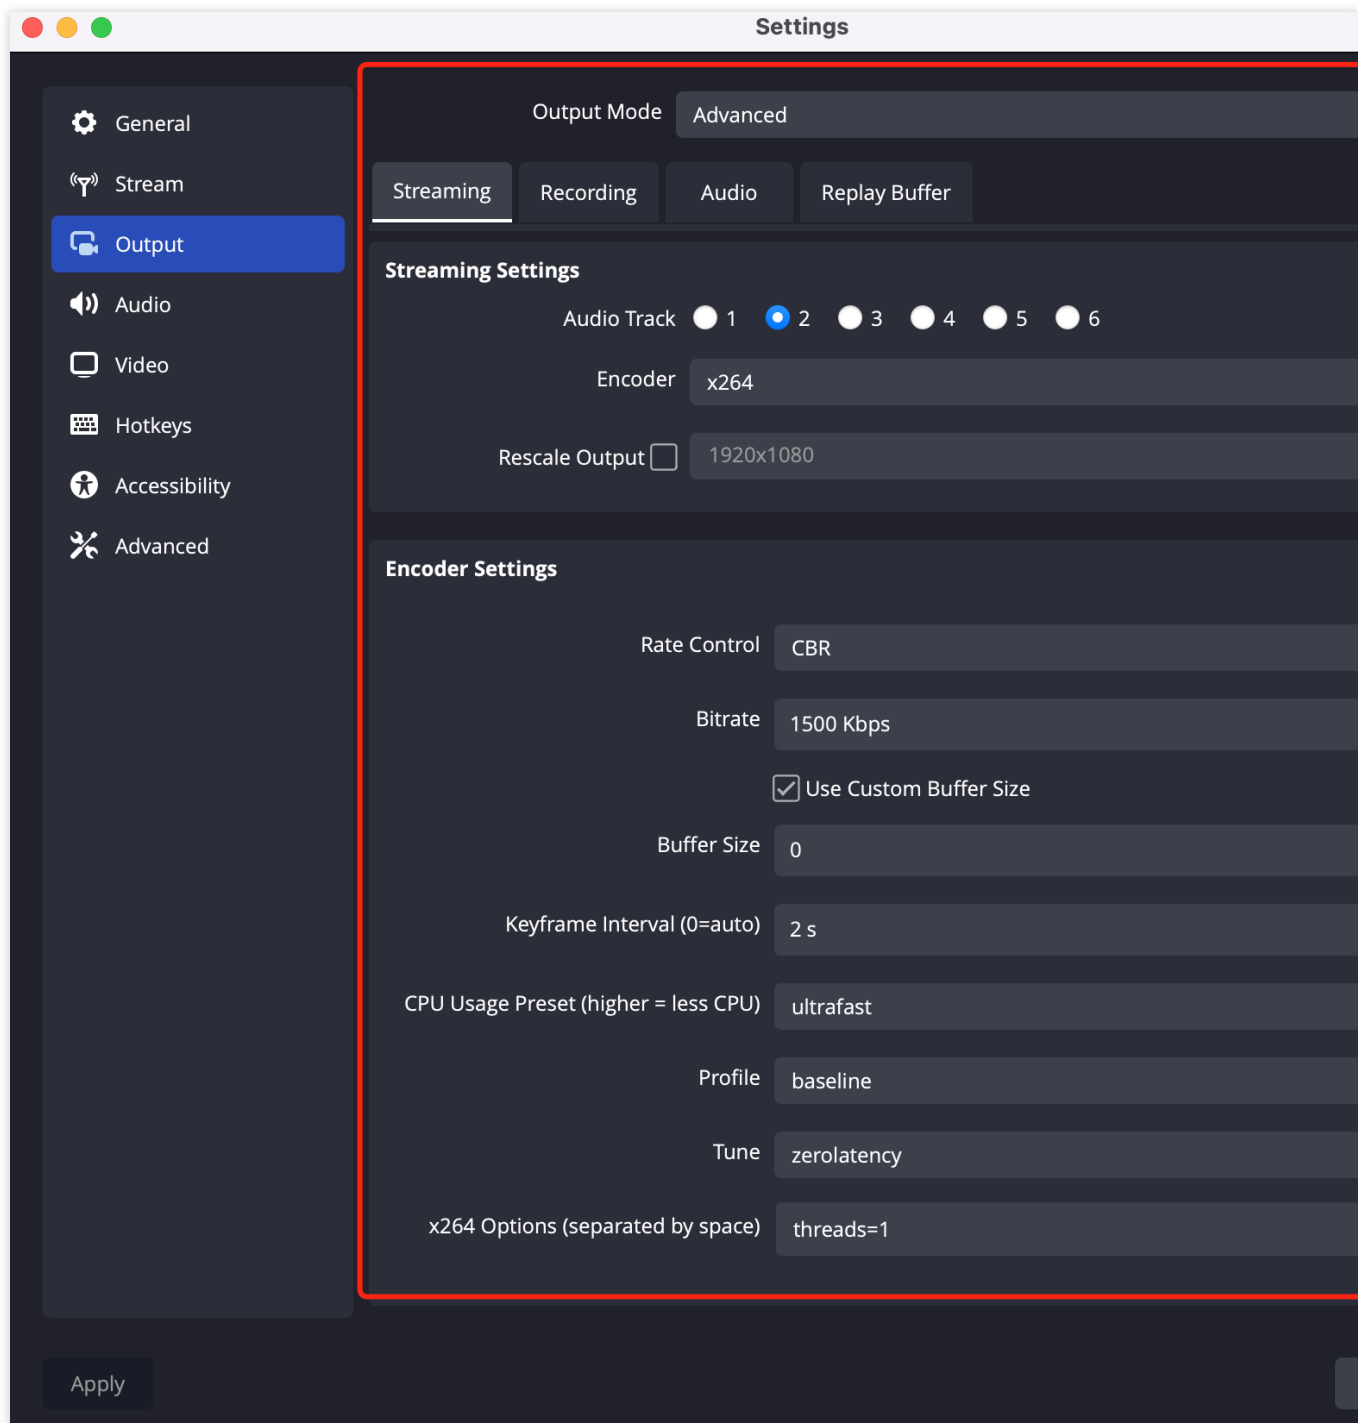 Settings
General
Stream
Output
Audio
Video
Hotkeys
Accessibility
Advanced
Output Mode Advanced
Streaming Recording Audio Replay Buffer
Streaming Settings
Audio Track 1 2 3 4 5 6
Encoder x264
Rescale Output 1920x1080
Encoder Settings
Rate Control CBR
Bitrate 1500 Kbps
Use Custom Buffer Size
Buffer Size 0
Keyframe Interval (0=auto) 2 s
CPU Usage Preset (higher = less CPU) ultrafast
Profile baseline
Tune zerolatency
x264 Options (separated by space) threads=1
Apply